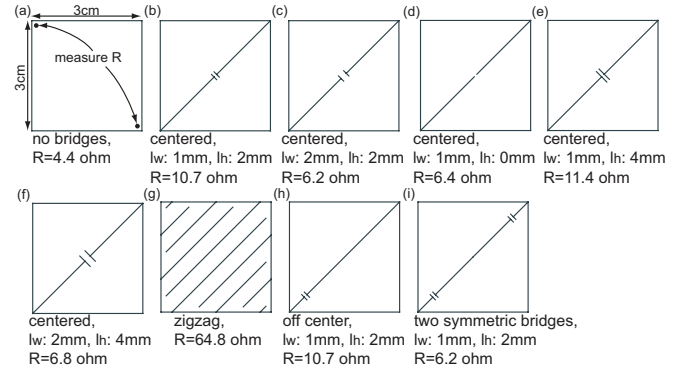 (a) 3cm (b) (c) (d) (e)
measure R
3cm
no bridges,
R=4.4 ohm
centered,
lw: 1mm, lh: 2mm
R=10.7 ohm
centered,
lw: 2mm, lh: 2mm
R=6.2 ohm
centered,
lw: 1mm, lh: 0mm
R=6.4 ohm
centered,
lw: 1mm, lh: 4mm
R=11.4 ohm
(f) (g) (h) (i)
centered,
lw: 2mm, lh: 4mm
R=6.8 ohm
zigzag,
R=64.8 ohm
off center,
lw: 1mm, lh: 2mm
R=10.7 ohm
two symmetric bridges,
lw: 1mm, lh: 2mm
R=6.2 ohm